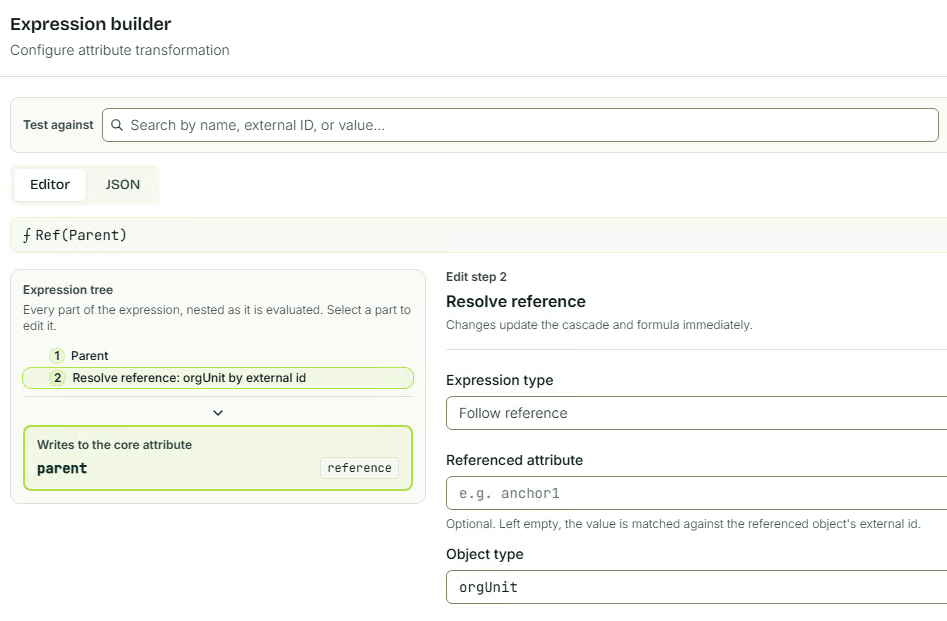 Expression builder
Configure attribute transformation
Test against
Search by name, external ID, or value...
Editor
JSON
ƒ Ref(Parent)
Expression tree
Every part of the expression, nested as it is evaluated. Select a part to
edit it.
1 Parent
2 Resolve reference: orgUnit by external id
Writes to the core attribute
parent
reference
Edit step 2
Resolve reference
Changes update the cascade and formula immediately.
Expression type
Follow reference
Referenced attribute
e.g. anchor1
Optional. Left empty, the value is matched against the referenced object's external id.
Object type
orgUnit